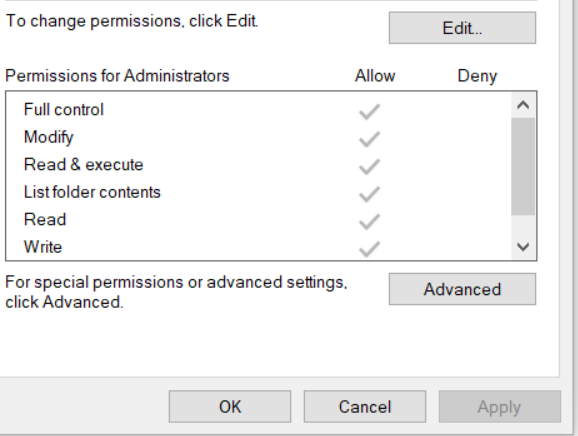 To change permissions, click Edit.
Edit...
Permissions for Administrators Allow Deny
Full control
Modify
Read & execute
List folder contents
Read
Write
For special permissions or advanced settings,
click Advanced.
Advanced
OK Cancel Apply